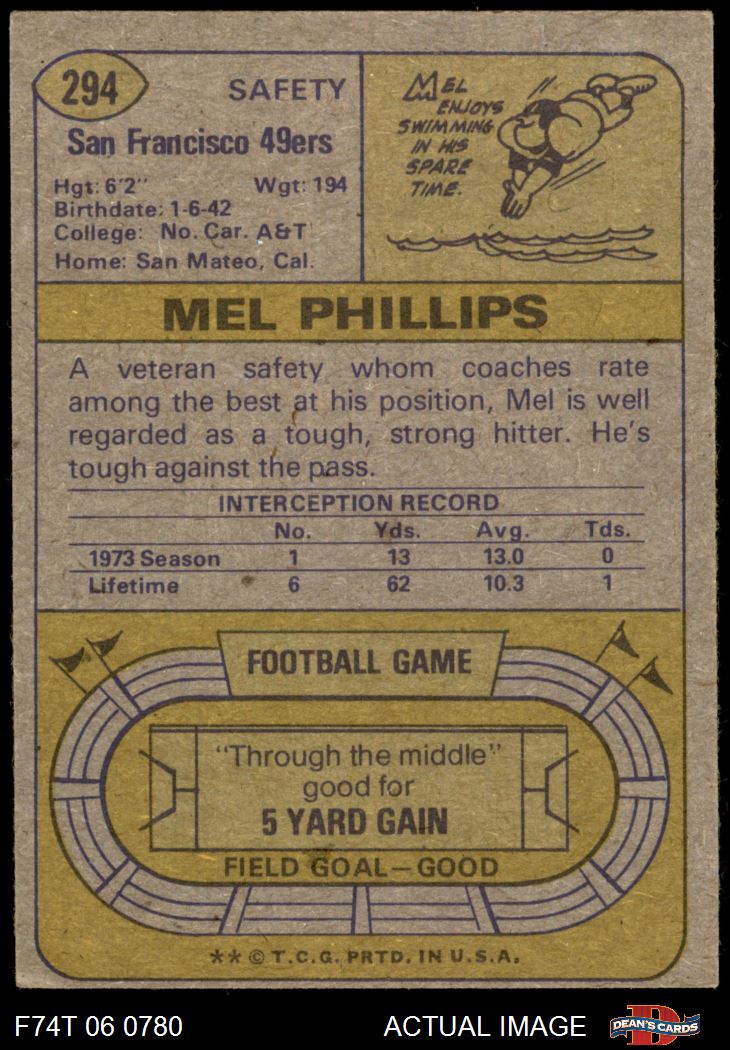 294
SAFETY
San Francisco 49ers
Hgt: 6'2" Wgt: 194
Birthdate: 1-6-42
College: No. Car. A&T
Home: San Mateo, Cal.
MEL
ENJOYS
SWIMMING
IN HIS
SPARE
TIME.
MEL PHILLIPS
A veteran safety whom coaches rate
among the best at his position, Mel is well
regarded as a tough, strong hitter. He's
tough against the pass.
INTERCEPTION RECORD
No. Yds. Avg. Tds.
1973 Season 1 13 13.0 0
Lifetime 6 62 10.3 1
FOOTBALL GAME
"Through the middle"
good for
5 YARD GAIN
FIELD GOAL—GOOD
** © T.C.G. PRTD. IN U.S.A.
F74T 06 0780 ACTUAL IMAGE
D
DEAN'S CARDS